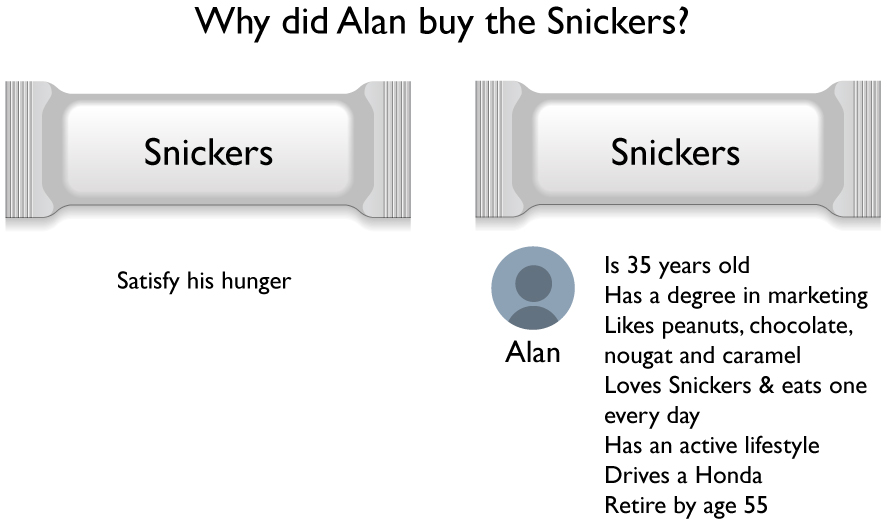 Why did Alan buy the Snickers?
Snickers
Satisfy his hunger
Snickers
Alan
Is 35 years old
Has a degree in marketing
Likes peanuts, chocolate,
nougat and caramel
Loves Snickers & eats one
every day
Has an active lifestyle
Drives a Honda
Retire by age 55